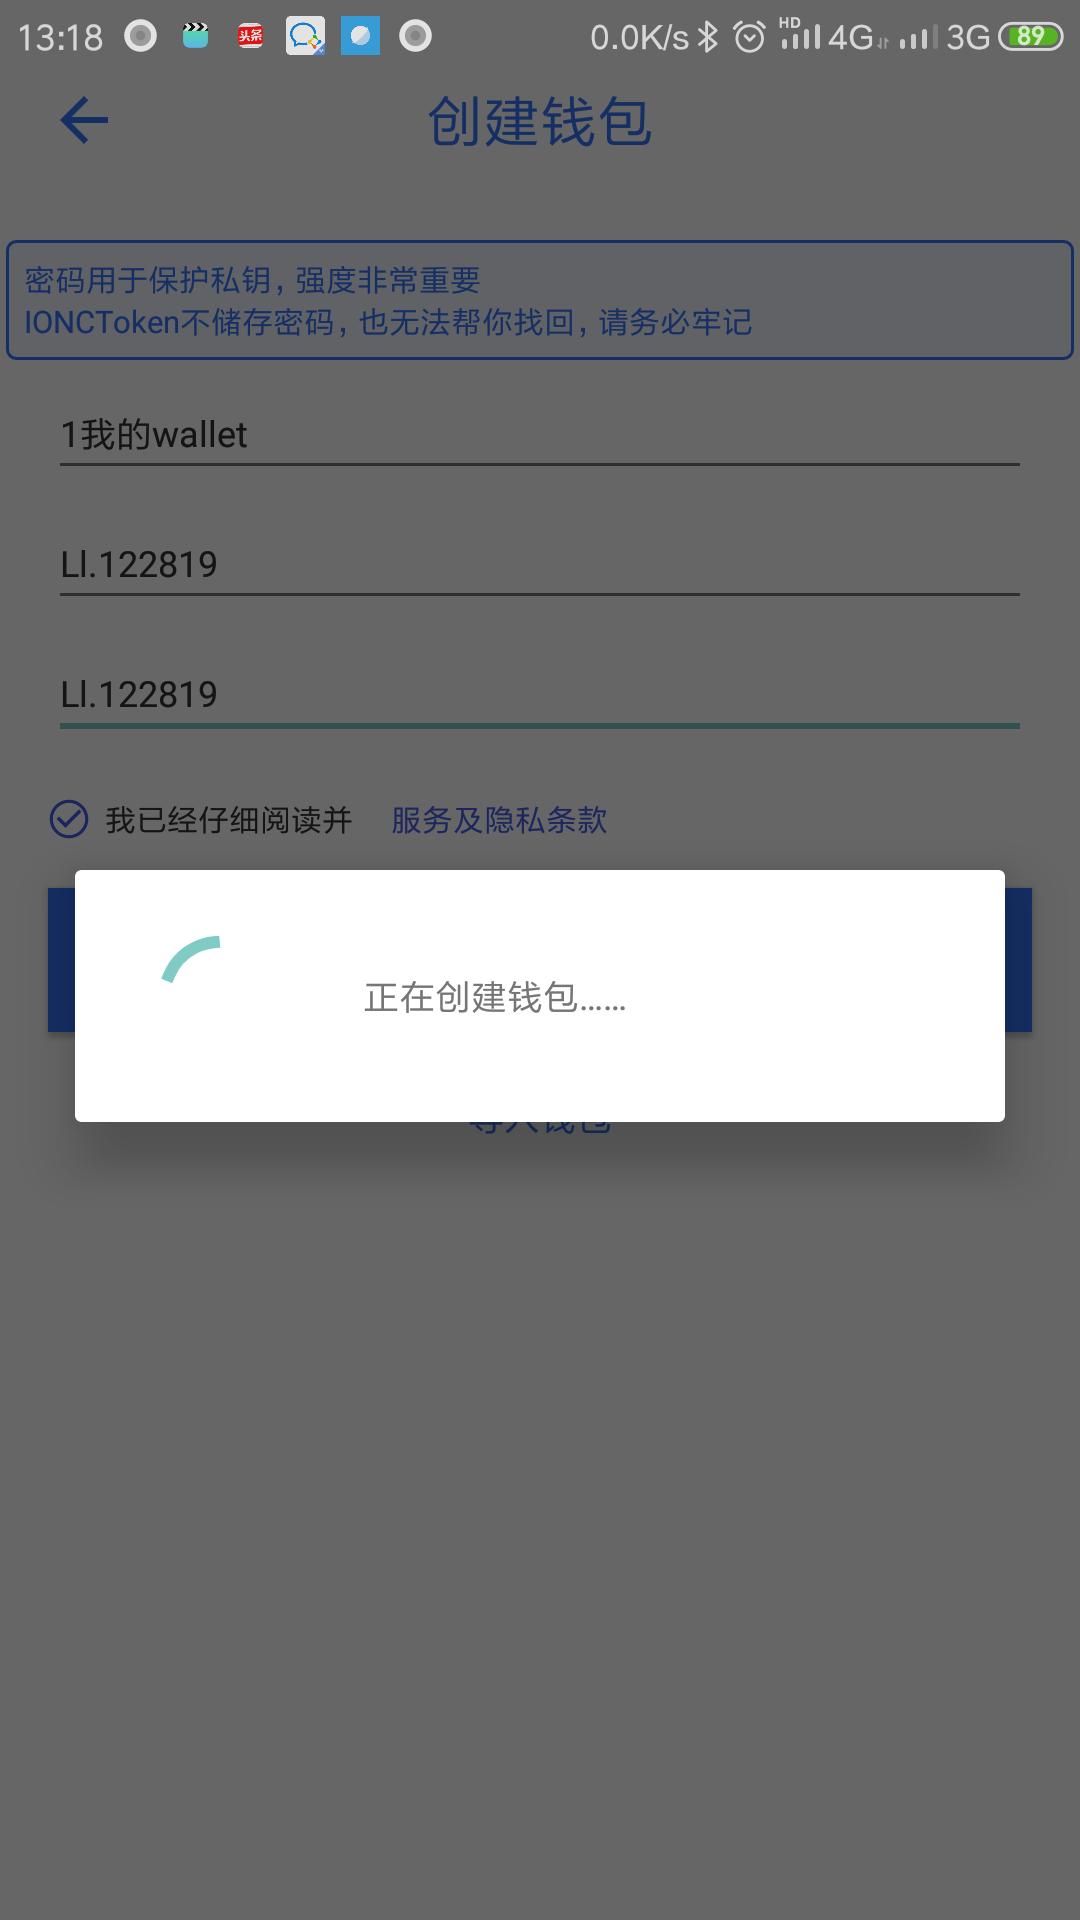 13:18 头条 0.0K/s HD 4G 3G 89
创建钱包
密码用于保护私钥，强度非常重要
IONCToken不储存密码，也无法帮你找回，请务必牢记
1我的wallet
Ll.122819
Ll.122819
我已经仔细阅读并 服务及隐私条款
正在创建钱包......
导入钱包